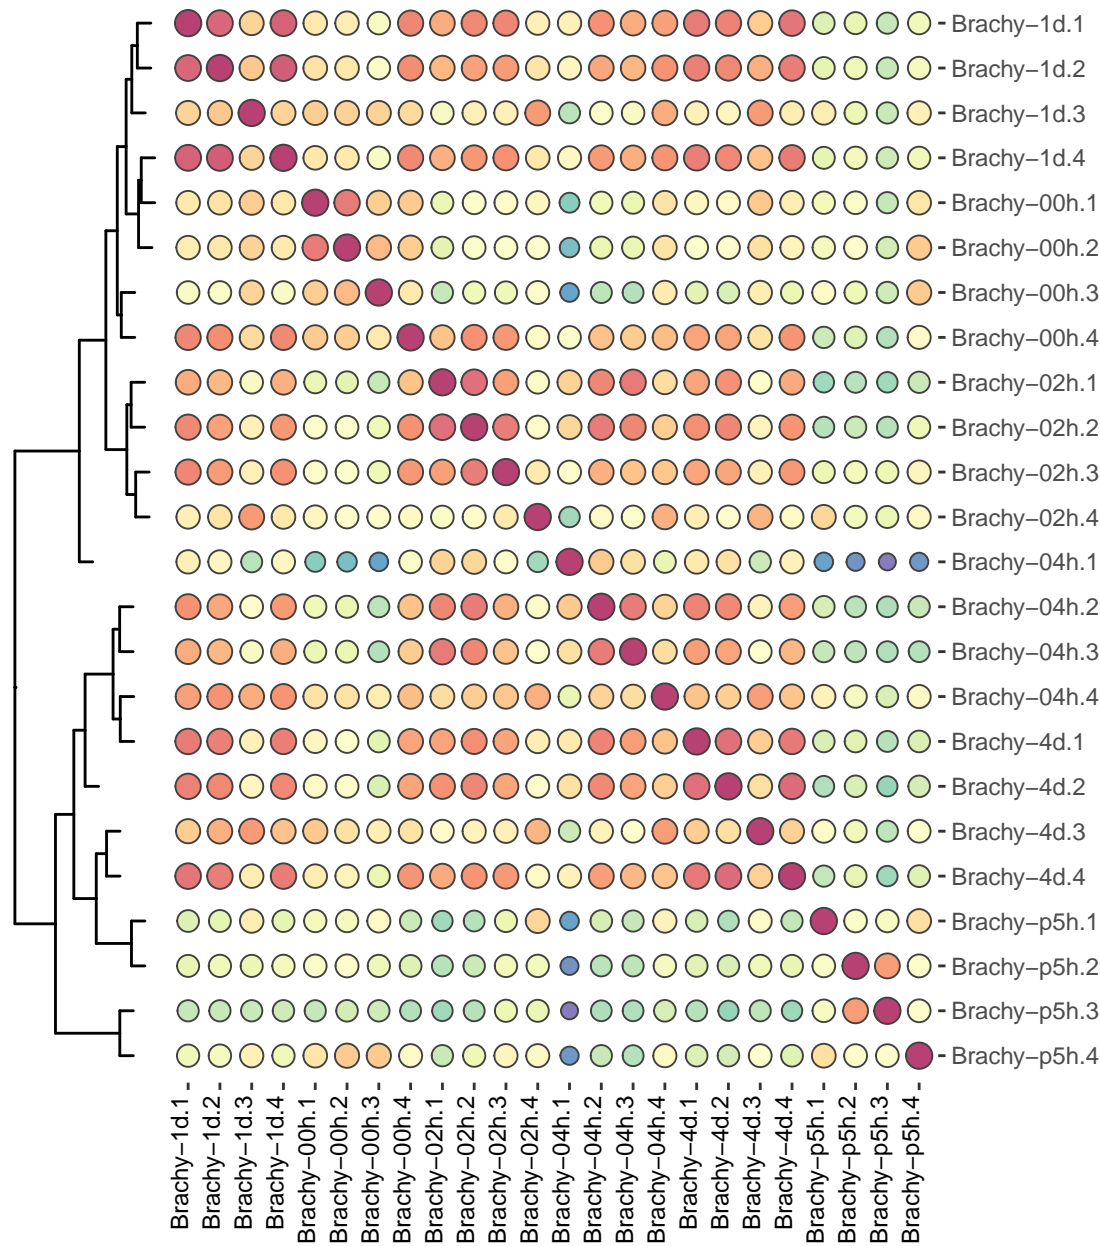 Brachy−1d.1
Brachy−1d.2
Brachy−1d.3
Brachy−1d.4
Brachy−00h.1
Brachy−00h.2
Brachy−00h.3
Brachy−00h.4
Brachy−02h.1
Brachy−02h.2
Brachy−02h.3
Brachy−02h.4
Brachy−04h.1
Brachy−04h.2
Brachy−04h.3
Brachy−04h.4
Brachy−4d.1
Brachy−4d.2
Brachy−4d.3
Brachy−4d.4
Brachy−p5h.1
Brachy−p5h.2
Brachy−p5h.3
Brachy−p5h.4
Brachy−1d.1
Brachy−1d.2
Brachy−1d.3
Brachy−1d.4
Brachy−00h.1
Brachy−00h.2
Brachy−00h.3
Brachy−00h.4
Brachy−02h.1
Brachy−02h.2
Brachy−02h.3
Brachy−02h.4
Brachy−04h.1
Brachy−04h.2
Brachy−04h.3
Brachy−04h.4
Brachy−4d.1
Brachy−4d.2
Brachy−4d.3
Brachy−4d.4
Brachy−p5h.1
Brachy−p5h.2
Brachy−p5h.3
Brachy−p5h.4